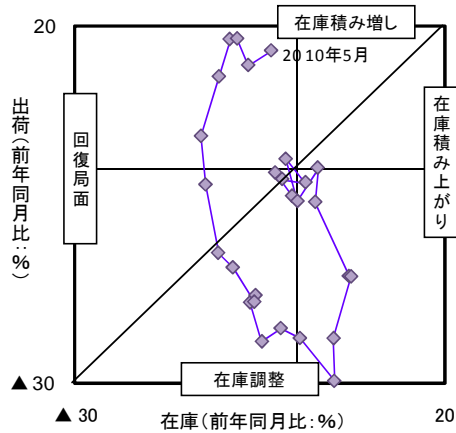 20
在庫積み増し
2010年5月
出荷(前年同月比:%)
回復局面
在庫積み上がり
在庫調整
▲ 30
▲ 30
在庫(前年同月比:%)
20